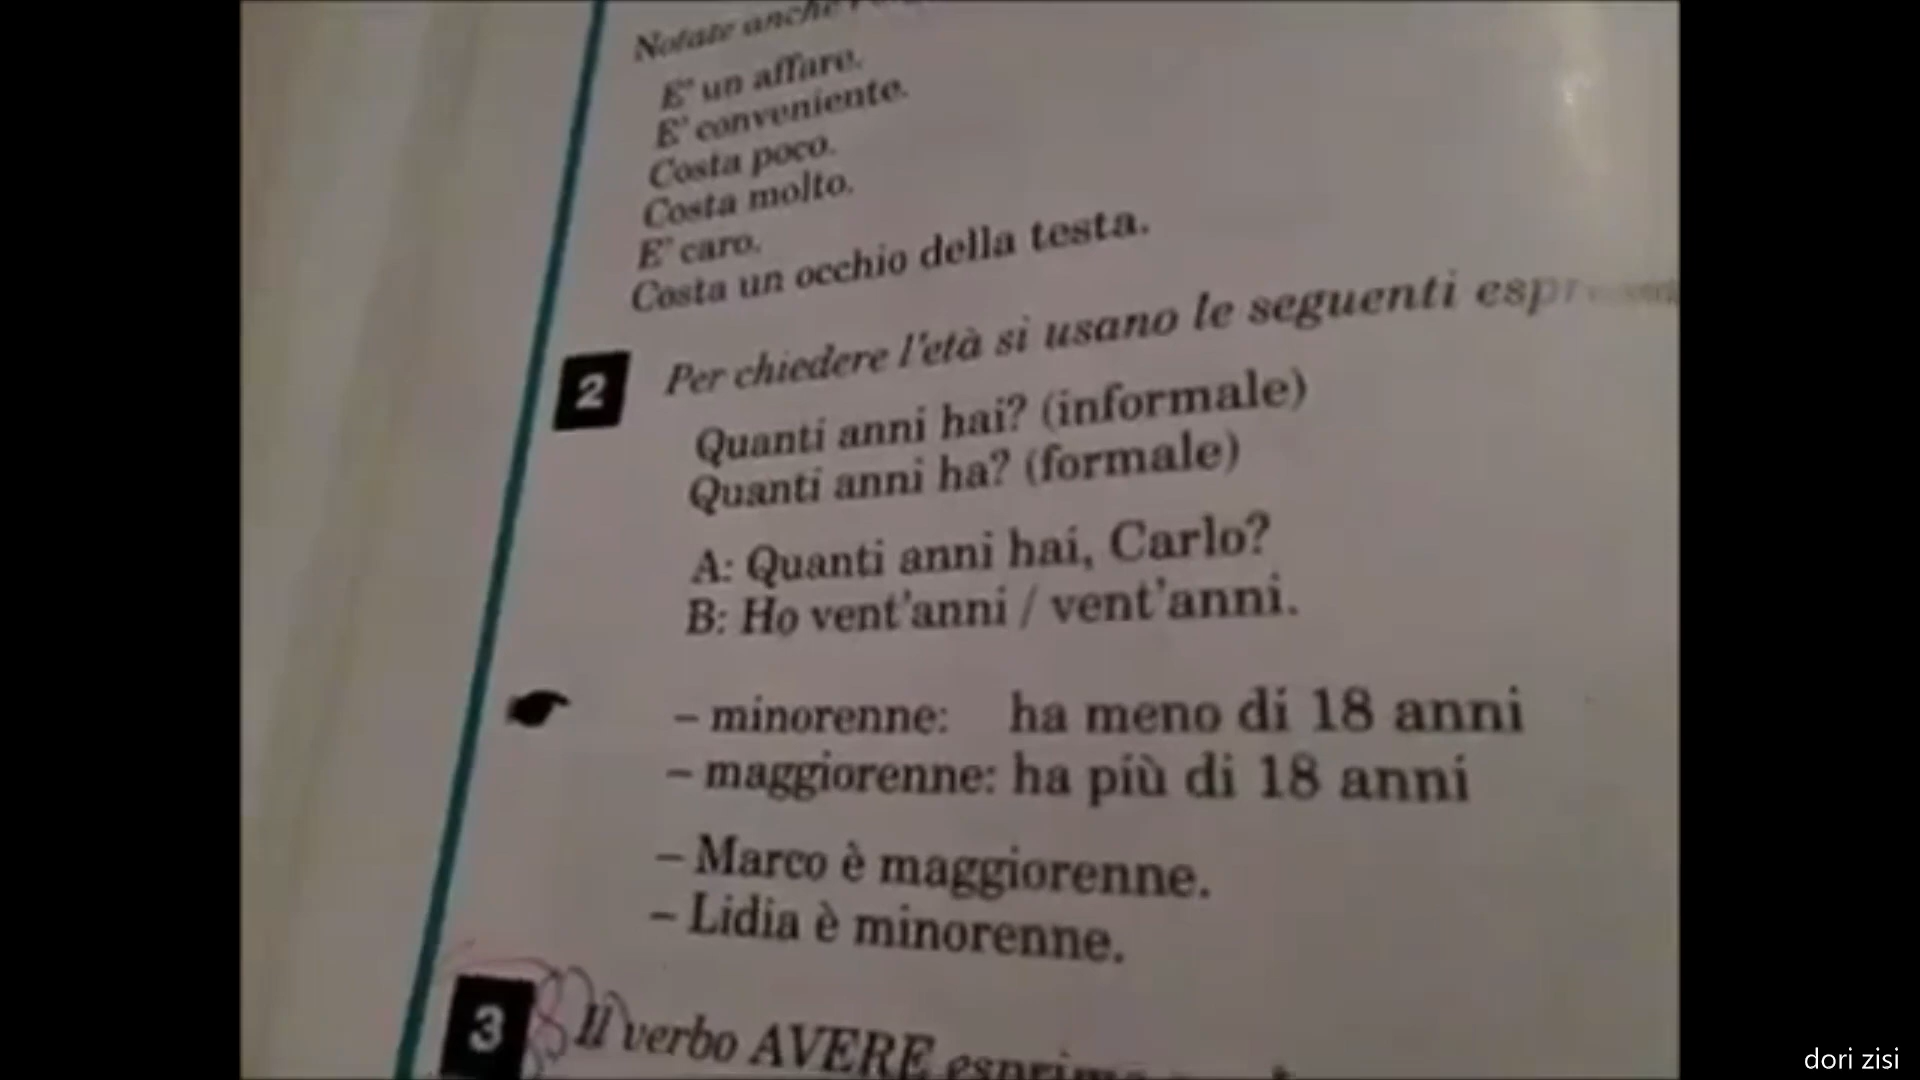 Notate anche
E' un affare.
E' conveniente.
Costa poco.
Costa molto.
E' caro.
Costa un occhio della testa.
2 Per chiedere l'età si usano le seguenti
Quanti anni hai? (informale)
Quanti anni ha? (formale)
A: Quanti anni hai, Carlo?
B: Ho vent'anni / vent'anni.
– minorenne: ha meno di 18 anni
– maggiorenne: ha più di 18 anni
– Marco è maggiorenne.
– Lidia è minorenne.
3 Il verbo AVERE
dori zisi